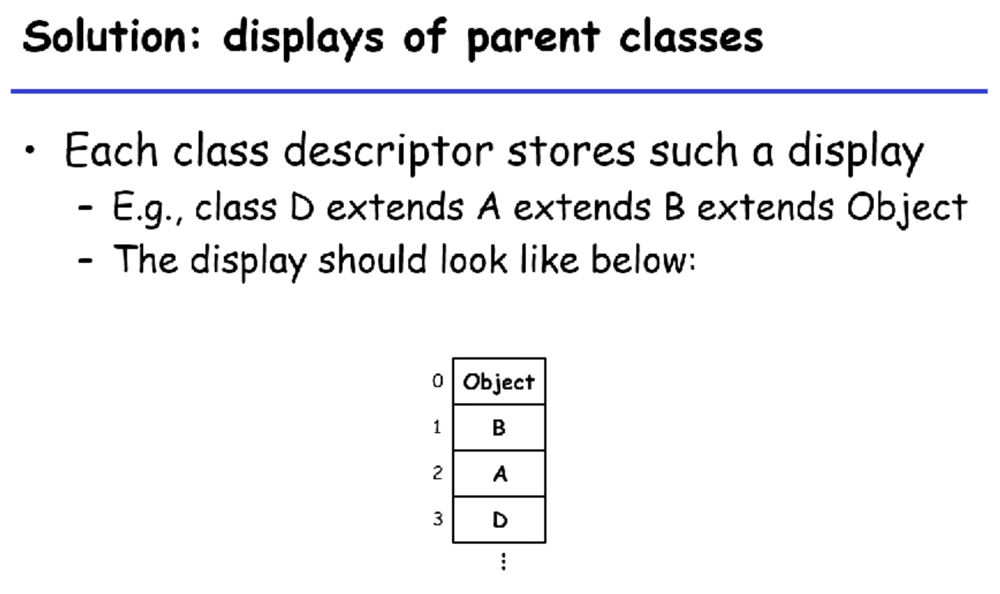 Solution: displays of parent classes
• Each class descriptor stores such a display
– E.g., class D extends A extends B extends Object
– The display should look like below:
0 Object
1 B
2 A
3 D
⋮